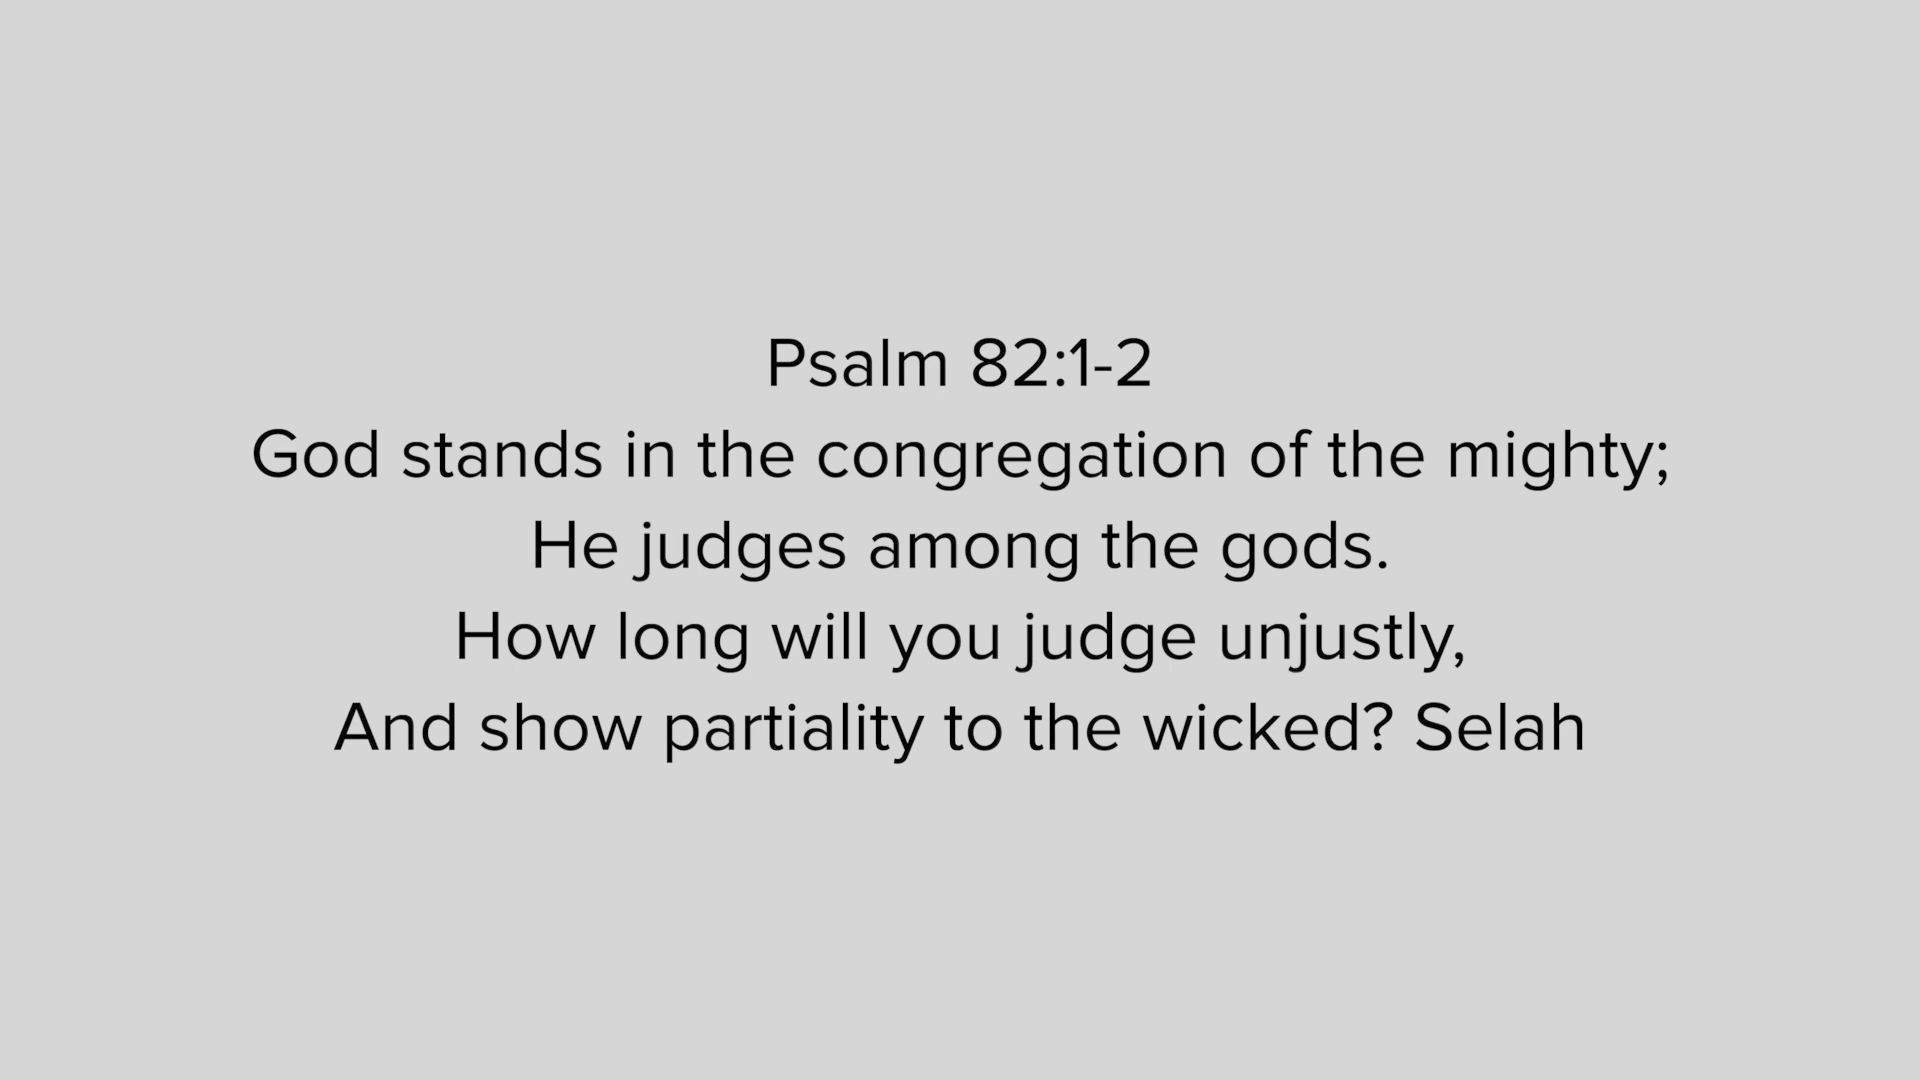 Psalm 82:1-2
God stands in the congregation of the mighty;
He judges among the gods.
How long will you judge unjustly,
And show partiality to the wicked? Selah